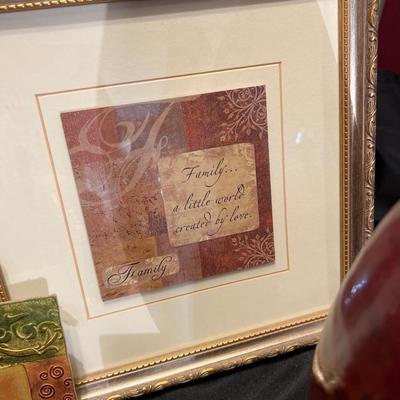 Family...
a little world
created by love.
Family